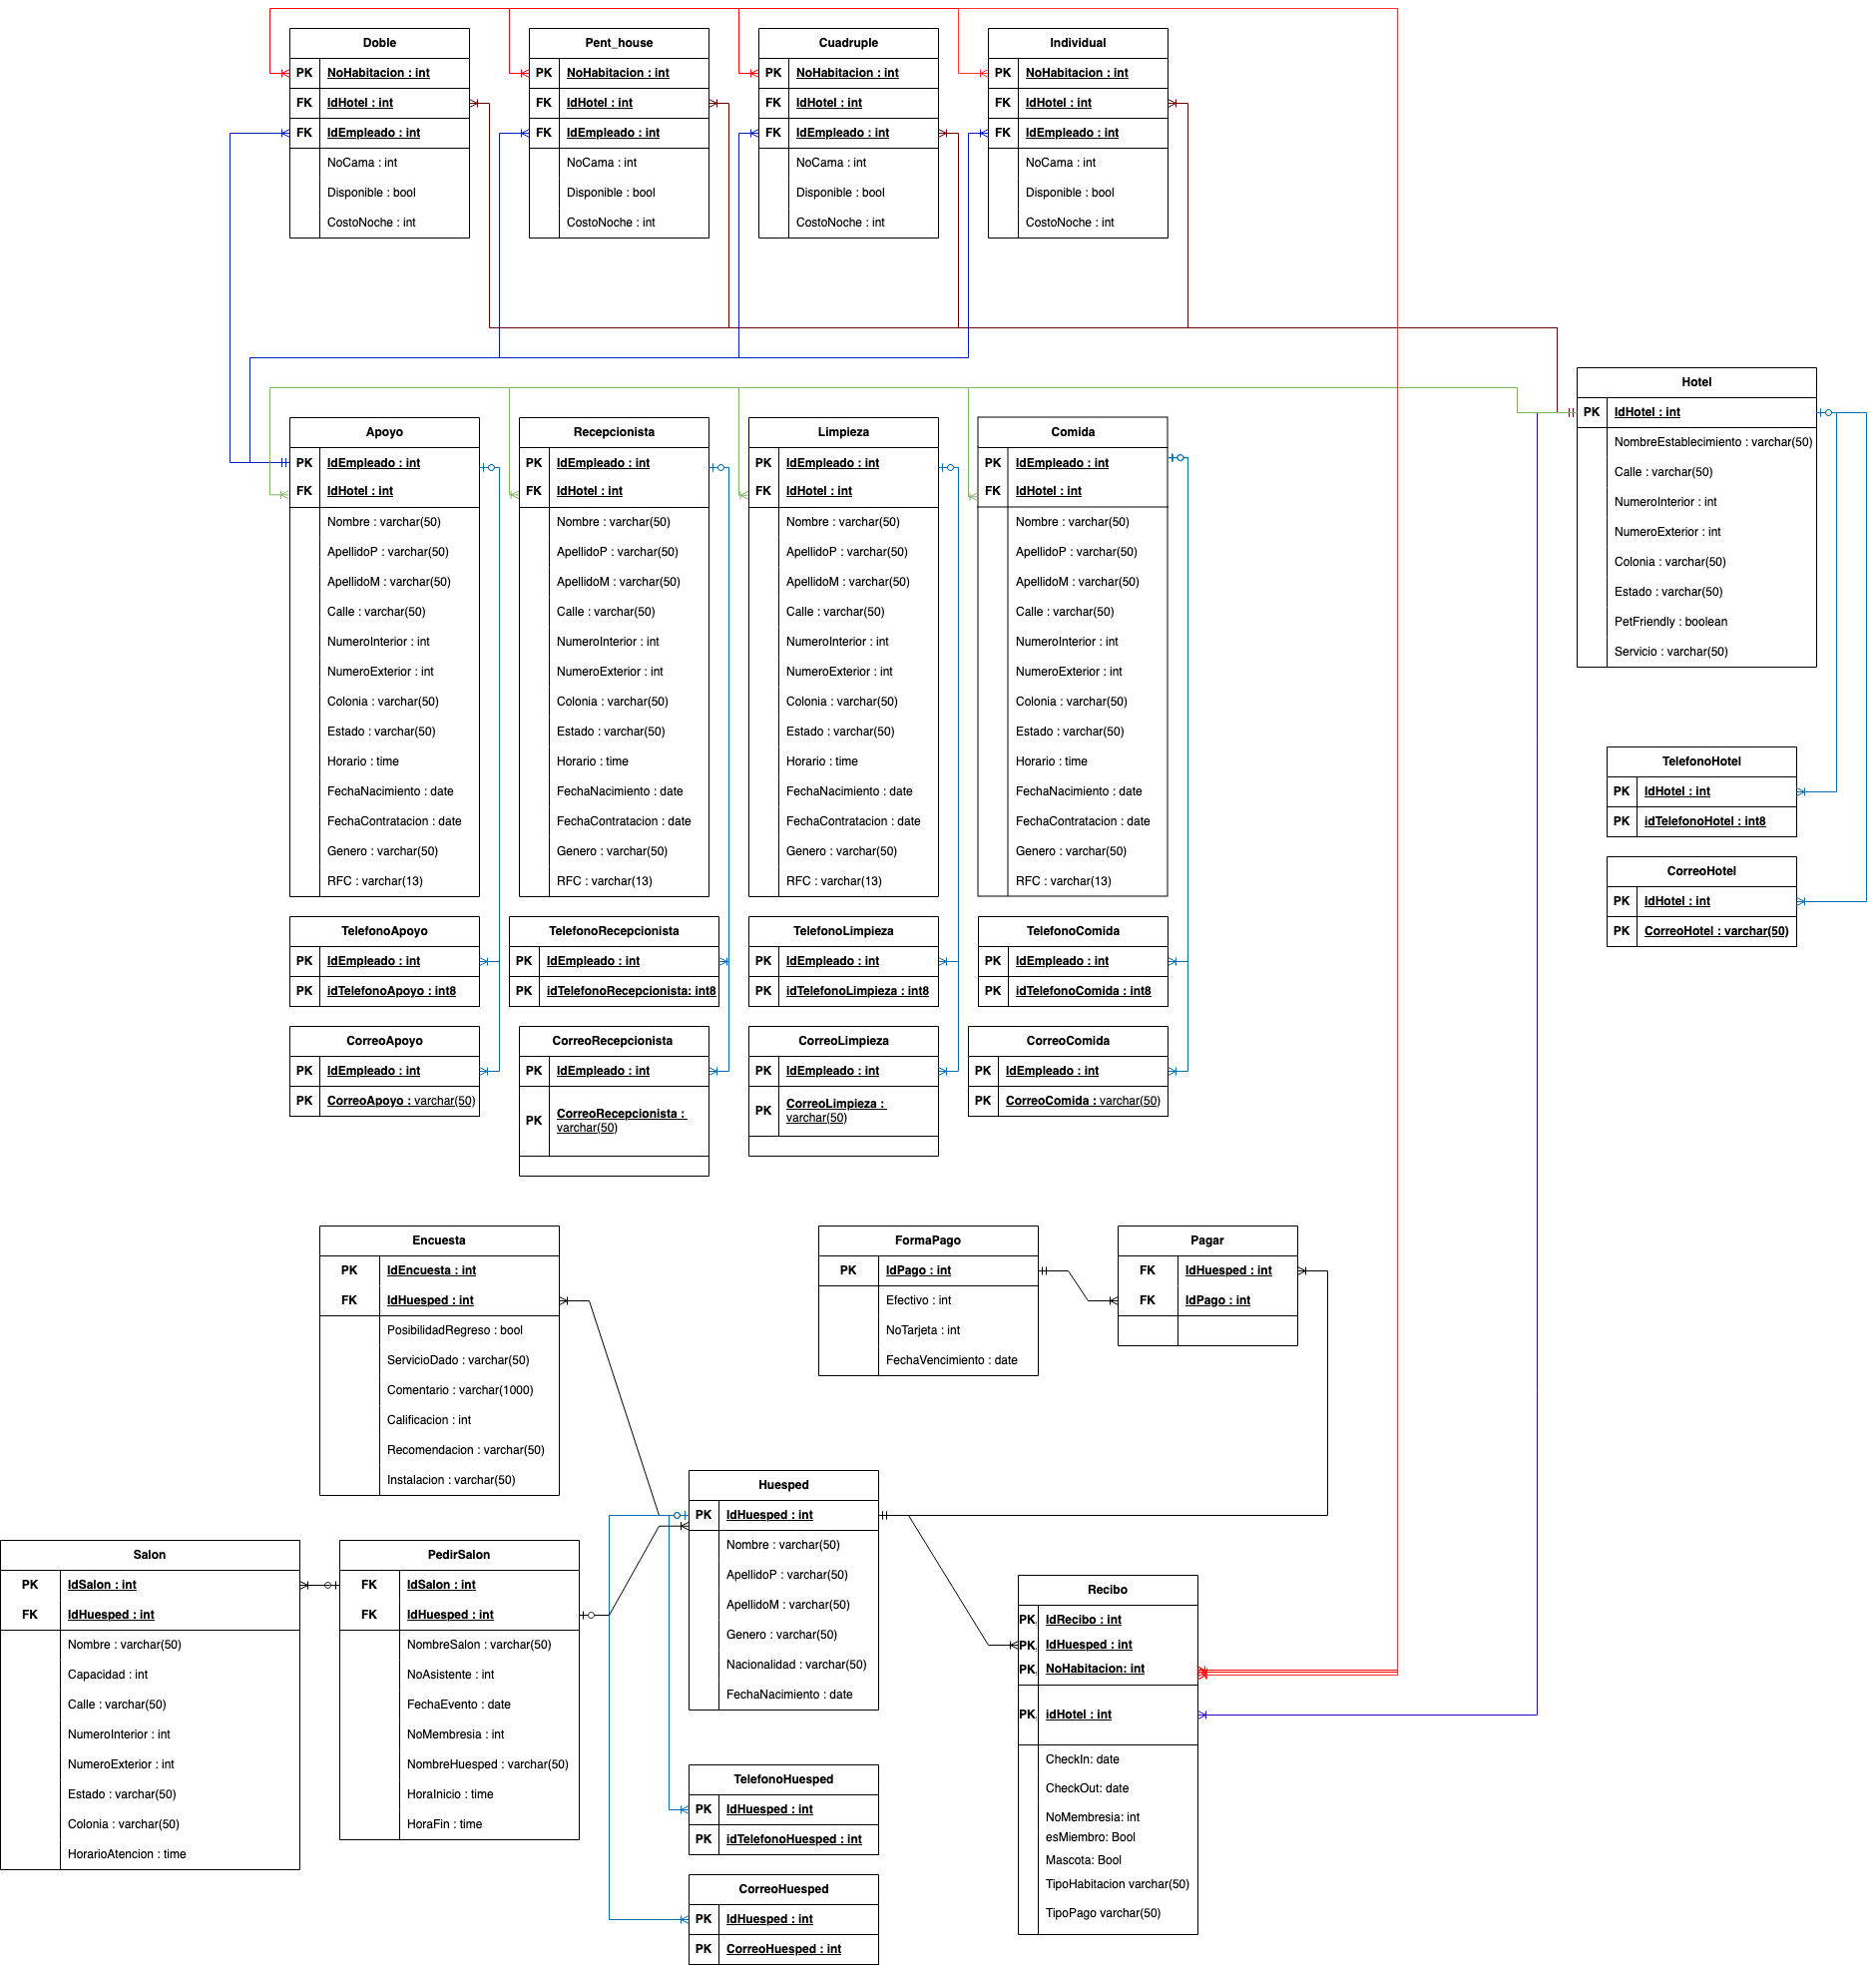 Doble
PK NoHabitacion : int
FK IdHotel : int
FK IdEmpleado : int
NoCama : int
Disponible : bool
CostoNoche : int
Pent_house
PK NoHabitacion : int
FK IdHotel : int
FK IdEmpleado : int
NoCama : int
Disponible : bool
CostoNoche : int
Cuadruple
PK NoHabitacion : int
FK IdHotel : int
FK IdEmpleado : int
NoCama : int
Disponible : bool
CostoNoche : int
Individual
PK NoHabitacion : int
FK IdHotel : int
FK IdEmpleado : int
NoCama : int
Disponible : bool
CostoNoche : int
Hotel
PK IdHotel : int
NombreEstablecimiento : varchar(50)
Calle : varchar(50)
NumeroInterior : int
NumeroExterior : int
Colonia : varchar(50)
Estado : varchar(50)
PetFriendly : boolean
Servicio : varchar(50)
Apoyo
PK IdEmpleado : int
FK IdHotel : int
Nombre : varchar(50)
ApellidoP : varchar(50)
ApellidoM : varchar(50)
Calle : varchar(50)
NumeroInterior : int
NumeroExterior : int
Colonia : varchar(50)
Estado : varchar(50)
Horario : time
FechaNacimiento : date
FechaContratacion : date
Genero : varchar(50)
RFC : varchar(13)
Recepcionista
PK IdEmpleado : int
FK IdHotel : int
Nombre : varchar(50)
ApellidoP : varchar(50)
ApellidoM : varchar(50)
Calle : varchar(50)
NumeroInterior : int
NumeroExterior : int
Colonia : varchar(50)
Estado : varchar(50)
Horario : time
FechaNacimiento : date
FechaContratacion : date
Genero : varchar(50)
RFC : varchar(13)
Limpieza
PK IdEmpleado : int
FK IdHotel : int
Nombre : varchar(50)
ApellidoP : varchar(50)
ApellidoM : varchar(50)
Calle : varchar(50)
NumeroInterior : int
NumeroExterior : int
Colonia : varchar(50)
Estado : varchar(50)
Horario : time
FechaNacimiento : date
FechaContratacion : date
Genero : varchar(50)
RFC : varchar(13)
Comida
PK IdEmpleado : int
FK IdHotel : int
Nombre : varchar(50)
ApellidoP : varchar(50)
ApellidoM : varchar(50)
Calle : varchar(50)
NumeroInterior : int
NumeroExterior : int
Colonia : varchar(50)
Estado : varchar(50)
Horario : time
FechaNacimiento : date
FechaContratacion : date
Genero : varchar(50)
RFC : varchar(13)
TelefonoHotel
PK IdHotel : int
PK idTelefonoHotel : int8
CorreoHotel
PK IdHotel : int
PK CorreoHotel : varchar(50)
TelefonoApoyo
PK IdEmpleado : int
PK idTelefonoApoyo : int8
TelefonoRecepcionista
PK IdEmpleado : int
PK idTelefonoRecepcionista: int8
TelefonoLimpieza
PK IdEmpleado : int
PK idTelefonoLimpieza : int8
TelefonoComida
PK IdEmpleado : int
PK idTelefonoComida : int8
CorreoApoyo
PK IdEmpleado : int
PK CorreoApoyo : varchar(50)
CorreoRecepcionista
PK IdEmpleado : int
PK CorreoRecepcionista :
varchar(50)
CorreoLimpieza
PK IdEmpleado : int
PK CorreoLimpieza :
varchar(50)
CorreoComida
PK IdEmpleado : int
PK CorreoComida : varchar(50)
Encuesta
PK IdEncuesta : int
FK IdHuesped : int
PosibilidadRegreso : bool
ServicioDado : varchar(50)
Comentario : varchar(1000)
Calificacion : int
Recomendacion : varchar(50)
Instalacion : varchar(50)
FormaPago
PK IdPago : int
Efectivo : int
NoTarjeta : int
FechaVencimiento : date
Pagar
FK IdHuesped : int
FK IdPago : int
Huesped
PK IdHuesped : int
Nombre : varchar(50)
ApellidoP : varchar(50)
ApellidoM : varchar(50)
Genero : varchar(50)
Nacionalidad : varchar(50)
FechaNacimiento : date
Salon
PK IdSalon : int
FK IdHuesped : int
Nombre : varchar(50)
Capacidad : int
Calle : varchar(50)
NumeroInterior : int
NumeroExterior : int
Estado : varchar(50)
Colonia : varchar(50)
HorarioAtencion : time
PedirSalon
FK IdSalon : int
FK IdHuesped : int
NombreSalon : varchar(50)
NoAsistente : int
FechaEvento : date
NoMembresia : int
NombreHuesped : varchar(50)
HoraInicio : time
HoraFin : time
Recibo
PK, IdRecibo : int
PK, IdHuesped : int
PK, NoHabitacion: int
PK, idHotel : int
CheckIn: date
CheckOut: date
NoMembresia: int
esMiembro: Bool
Mascota: Bool
TipoHabitacion varchar(50)
TipoPago varchar(50)
TelefonoHuesped
PK IdHuesped : int
PK idTelefonoHuesped : int
CorreoHuesped
PK IdHuesped : int
PK CorreoHuesped : int